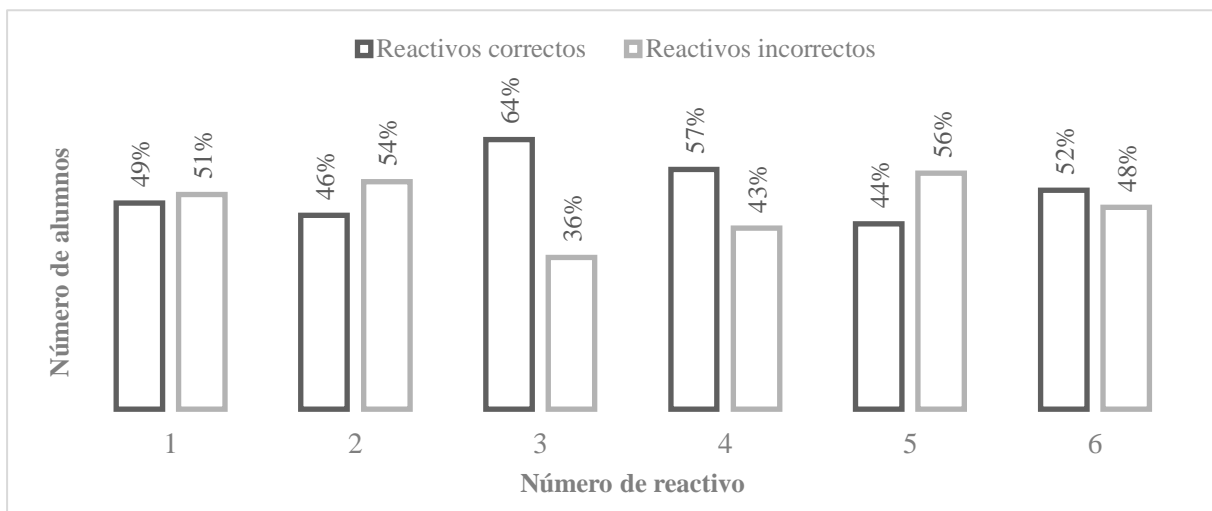 Reactivos correctos Reactivos incorrectos
49% 51% 46% 54% 64% 36% 57% 43% 44% 56% 52% 48%
Número de alumnos
1 2 3 4 5 6
Número de reactivo